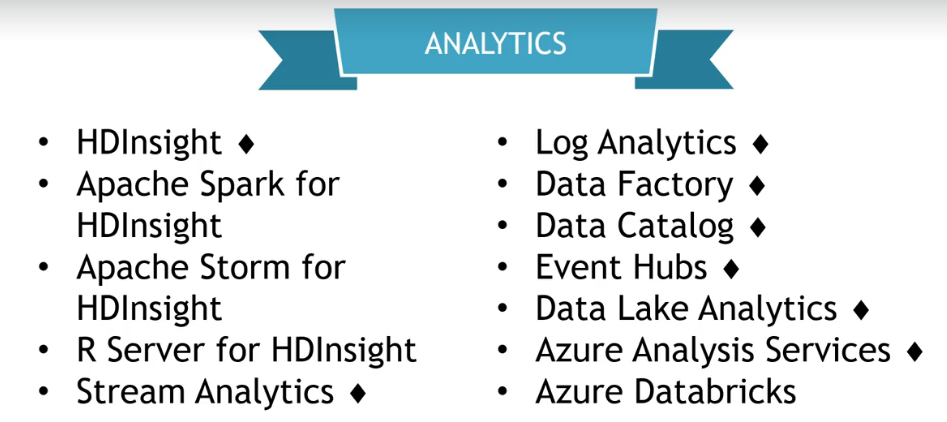 ANALYTICS
• HDInsight ♦
• Apache Spark for
HDInsight
• Apache Storm for
HDInsight
• R Server for HDInsight
• Stream Analytics ♦
• Log Analytics ♦
• Data Factory ♦
• Data Catalog ♦
• Event Hubs ♦
• Data Lake Analytics ♦
• Azure Analysis Services ♦
• Azure Databricks